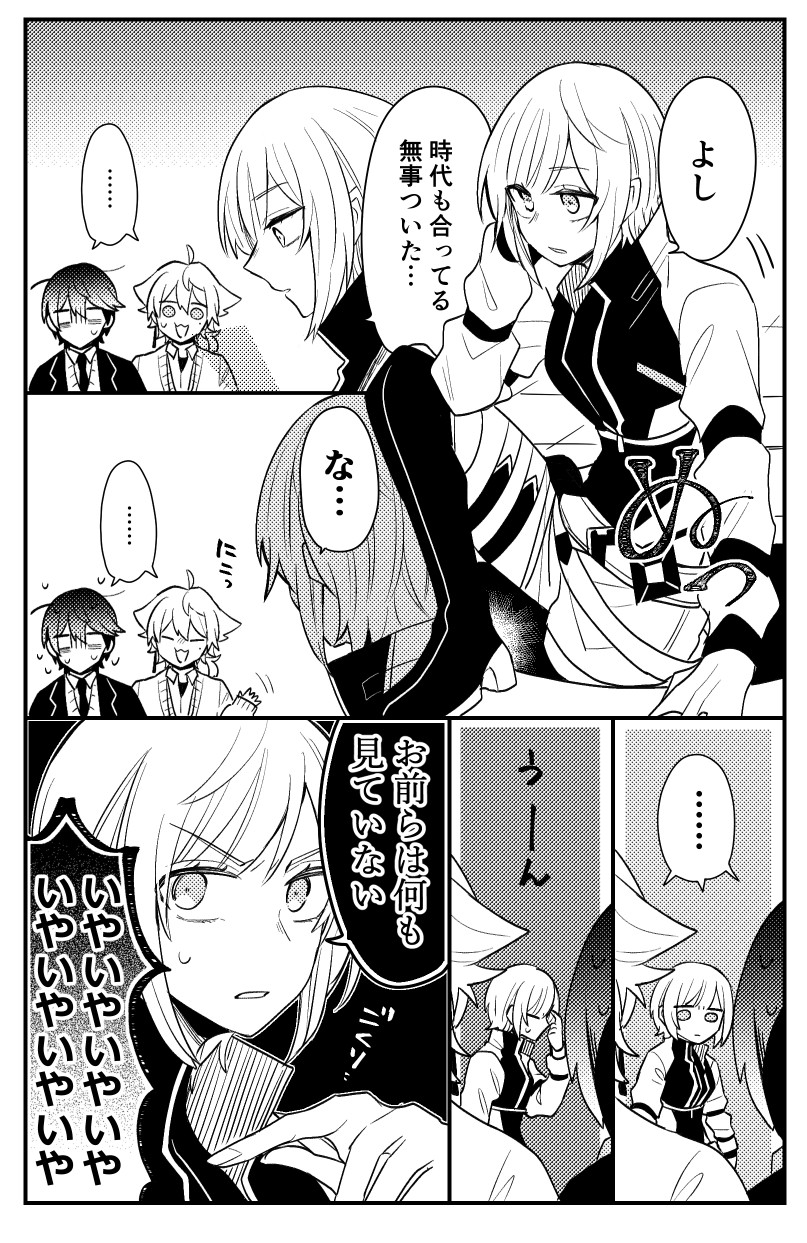 よし
時代も合ってる
無事ついた…
……
ぬっ
な…
にこっ
……
……
うーん
お前らは何も
見ていない
いやいやいやいや
いやいやいやいや